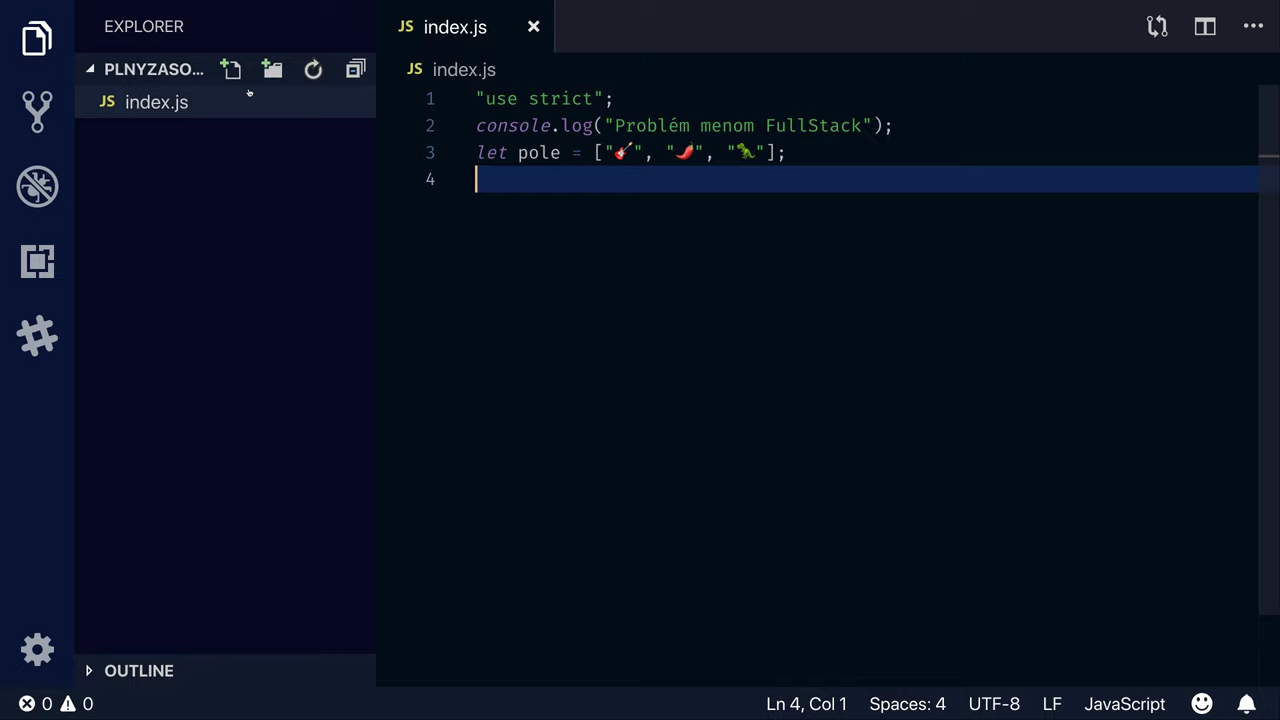 EXPLORER
PLNYZASO...
JS index.js
OUTLINE
JS index.js
JS index.js
1 "use strict";
2 console.log("Problém menom FullStack");
3 let pole = ["🎸", "🌶️", "🦖"];
4
0 0
Ln 4, Col 1 Spaces: 4 UTF-8 LF JavaScript